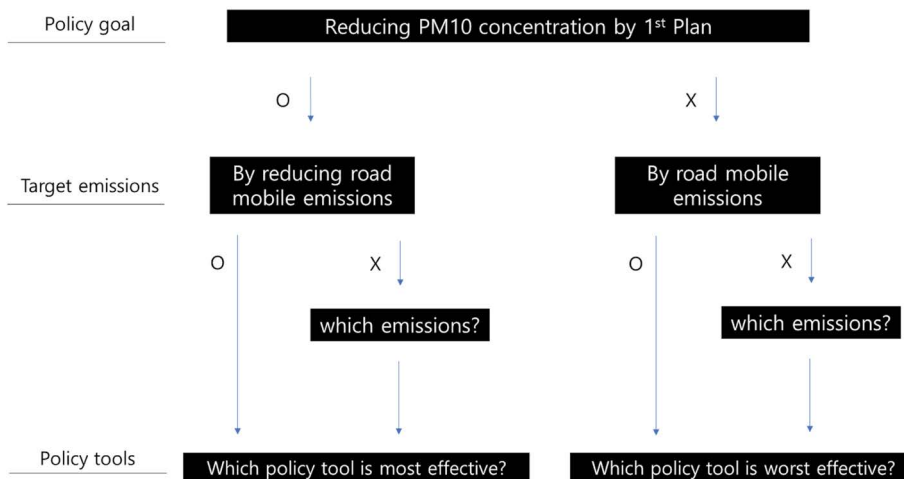 Policy goal
Reducing PM10 concentration by 1st Plan
O
X
Target emissions
By reducing road
mobile emissions
By road mobile
emissions
O
X
O
X
which emissions?
which emissions?
Policy tools
Which policy tool is most effective?
Which policy tool is worst effective?